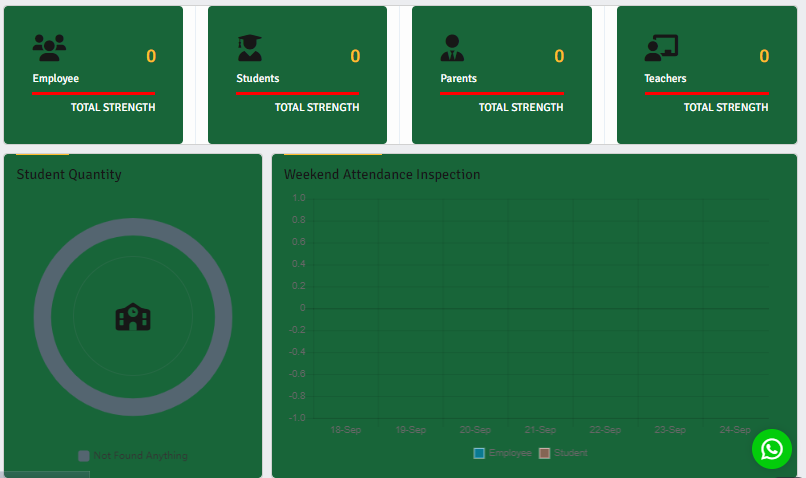 0 0 0 0
Employee Students Parents Teachers
TOTAL STRENGTH TOTAL STRENGTH TOTAL STRENGTH TOTAL STRENGTH
Student Quantity
Not Found Anything
Weekend Attendance Inspection
1.0
0.8
0.6
0.4
0.2
0
-0.2
-0.4
-0.6
-0.8
-1.0
18-Sep 19-Sep 20-Sep 21-Sep 22-Sep 23-Sep 24-Sep
Employee Student